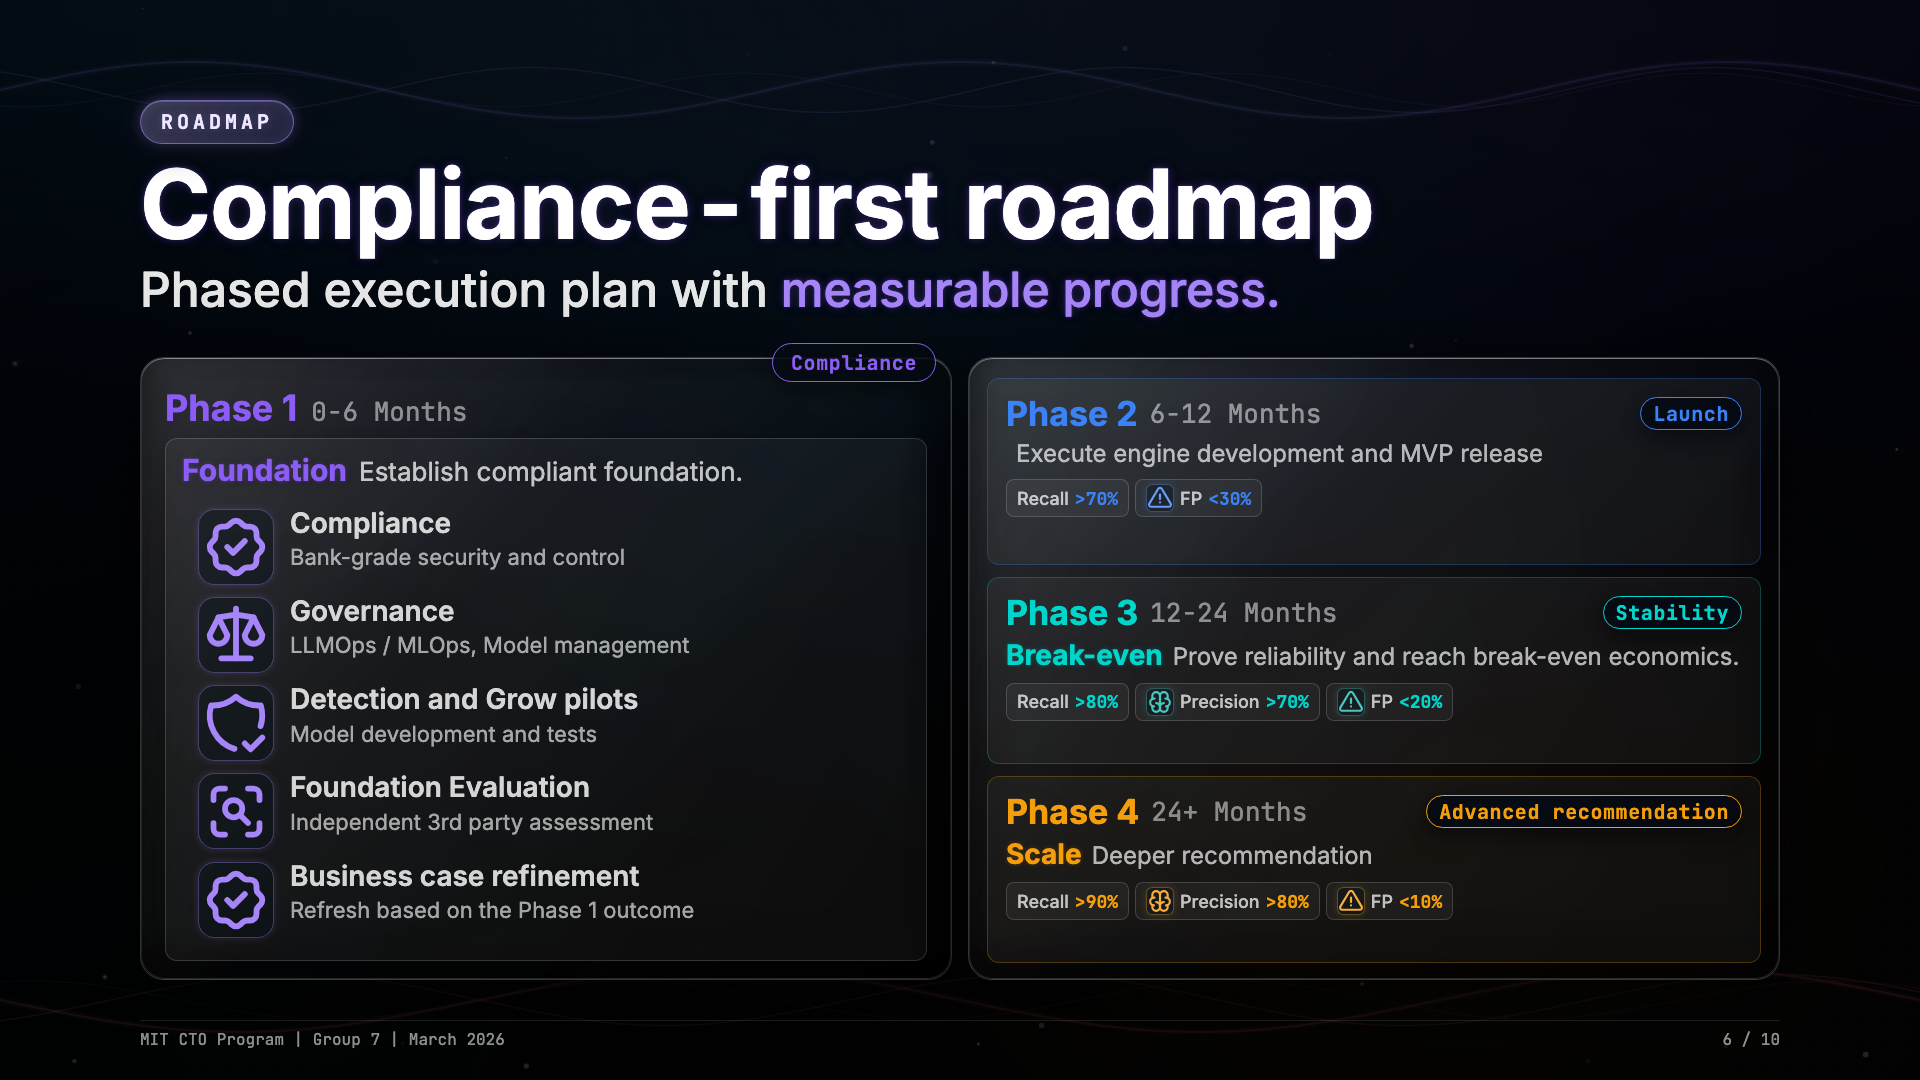 ROADMAP
Compliance-first roadmap
Phased execution plan with measurable progress.
Compliance
Phase 1 0-6 Months
Foundation Establish compliant foundation.
Compliance
Bank-grade security and control
Governance
LLMOps / MLOps, Model management
Detection and Grow pilots
Model development and tests
Foundation Evaluation
Independent 3rd party assessment
Business case refinement
Refresh based on the Phase 1 outcome
Phase 2 6-12 Months Launch
Execute engine development and MVP release
Recall >70% FP <30%
Phase 3 12-24 Months Stability
Break-even Prove reliability and reach break-even economics.
Recall >80% Precision >70% FP <20%
Phase 4 24+ Months Advanced recommendation
Scale Deeper recommendation
Recall >90% Precision >80% FP <10%
MIT CTO Program | Group 7 | March 2026 6 / 10